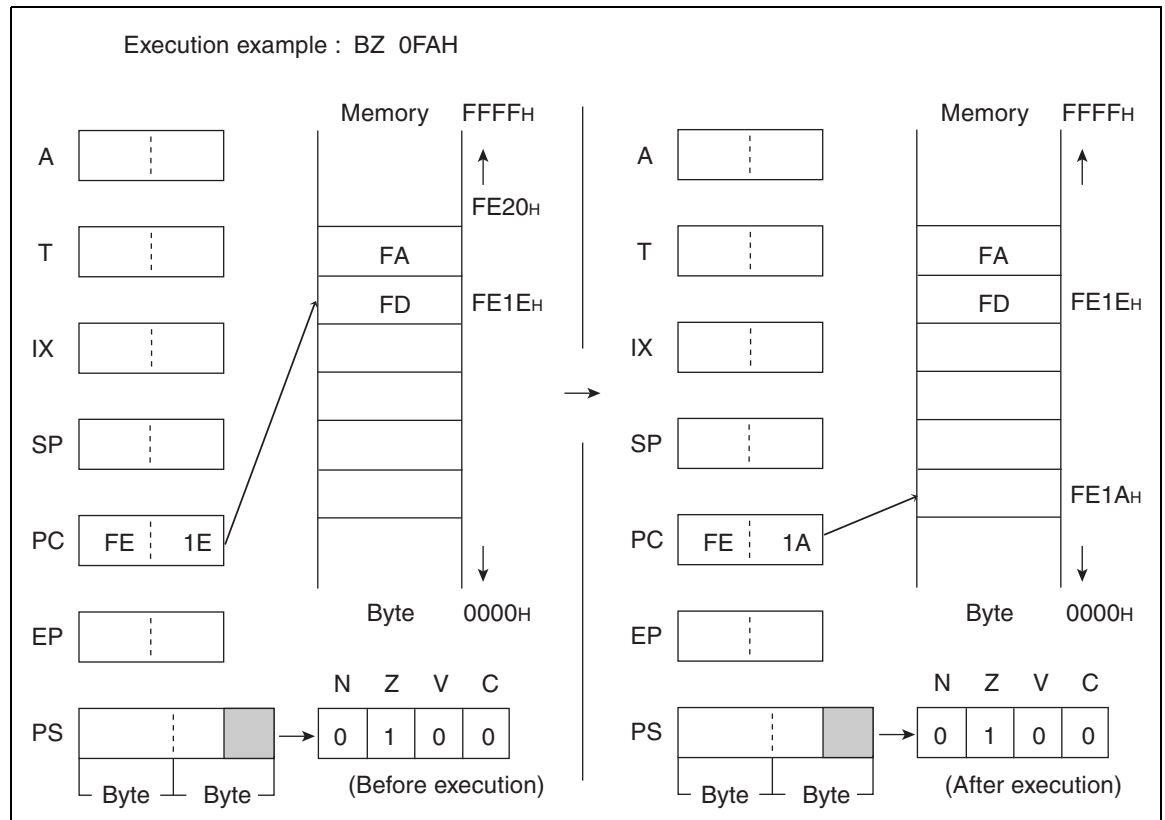 Execution example : BZ 0FAH
Memory FFFFH
A
FE20H
T
FA
FD
FE1EH
IX
SP
PC FE 1E
Byte 0000H
EP
N Z V C
PS
0 1 0 0
Byte Byte
(Before execution)
Memory FFFFH
A
T
FA
FD
FE1EH
IX
SP
FE1AH
PC FE 1A
Byte 0000H
EP
N Z V C
PS
0 1 0 0
Byte Byte
(After execution)